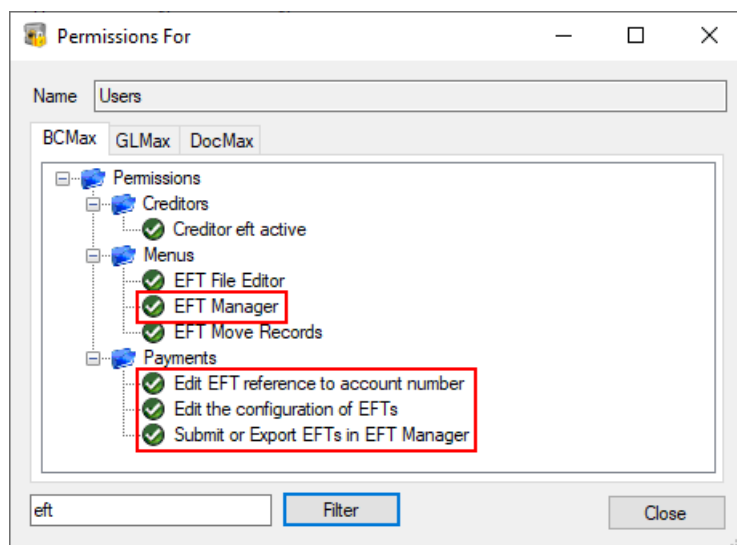 Permissions For
Name Users
BCMax GLMax DocMax
Permissions
Creditors
Creditor eft active
Menus
EFT File Editor
EFT Manager
EFT Move Records
Payments
Edit EFT reference to account number
Edit the configuration of EFTs
Submit or Export EFTs in EFT Manager
eft Filter Close